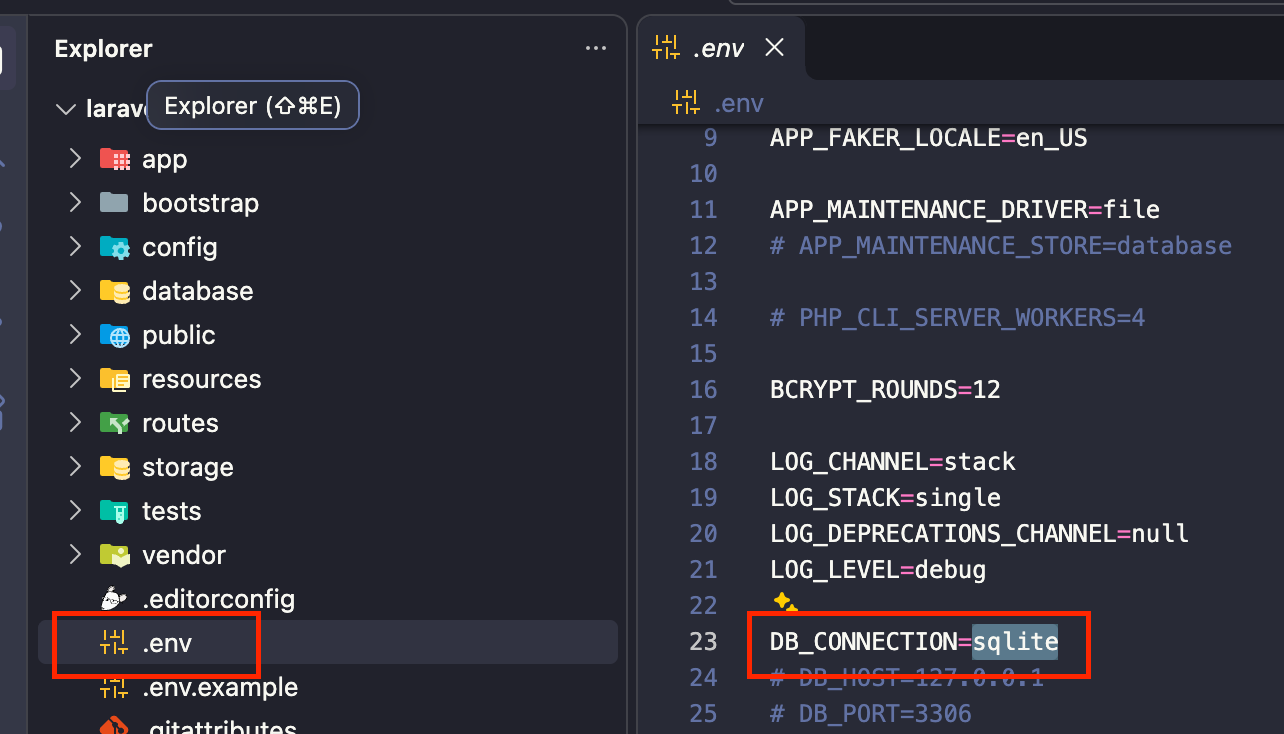 Explorer
Explorer (⇧⌘E)
app
bootstrap
config
database
public
resources
routes
storage
tests
vendor
.editorconfig
.env
.env.example
.gitattributes
.env
.env
9 APP_FAKER_LOCALE=en_US
10
11 APP_MAINTENANCE_DRIVER=file
12 # APP_MAINTENANCE_STORE=database
13
14 # PHP_CLI_SERVER_WORKERS=4
15
16 BCRYPT_ROUNDS=12
17
18 LOG_CHANNEL=stack
19 LOG_STACK=single
20 LOG_DEPRECATIONS_CHANNEL=null
21 LOG_LEVEL=debug
22
23 DB_CONNECTION=sqlite
24 # DB_HOST=127.0.0.1
25 # DB_PORT=3306